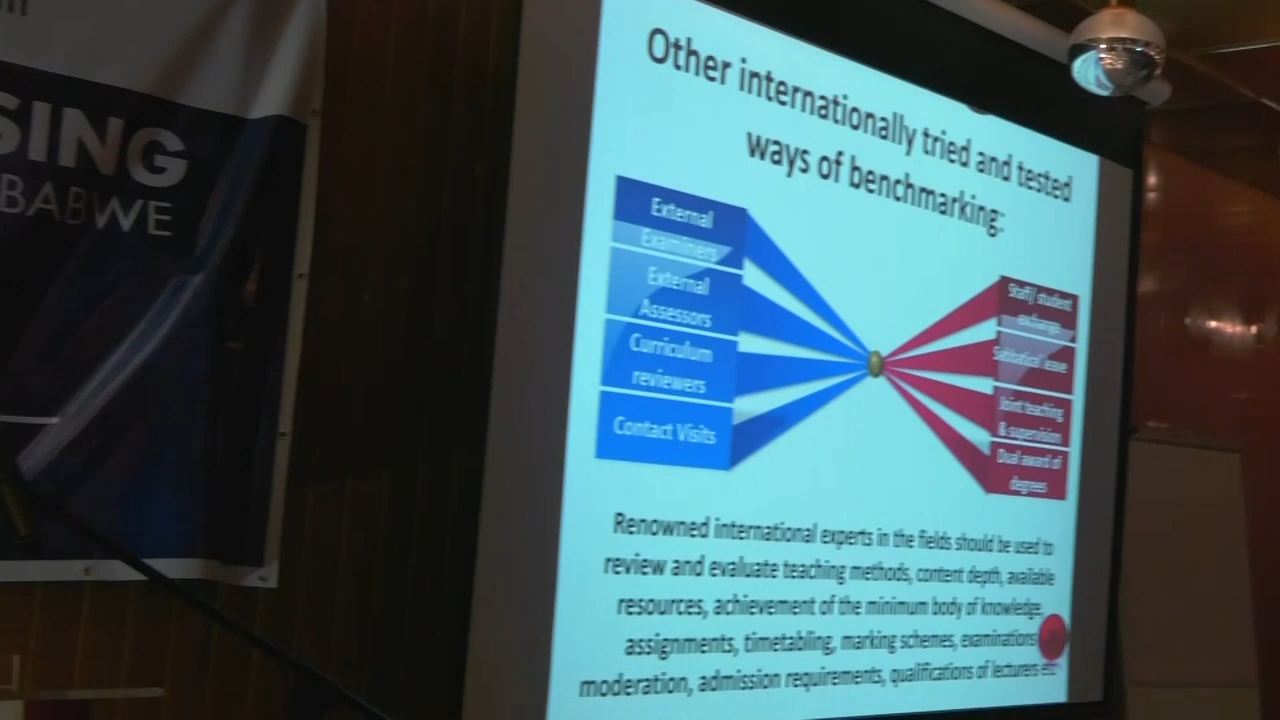 SING
BABWE
Other internationally tried and tested
ways of benchmarking:
External
Examiners
External
Assessors
Curriculum
reviewers
Contact Visits
Staff/ student
exchange
Sabbatical leave
Joint teaching
& supervision
Dual award of
degrees
Renowned international experts in the fields should be used to
review and evaluate teaching methods, content depth, available
resources, achievement of the minimum body of knowledge,
assignments, timetabling, marking schemes, examinations
moderation, admission requirements, qualifications of lecturers etc